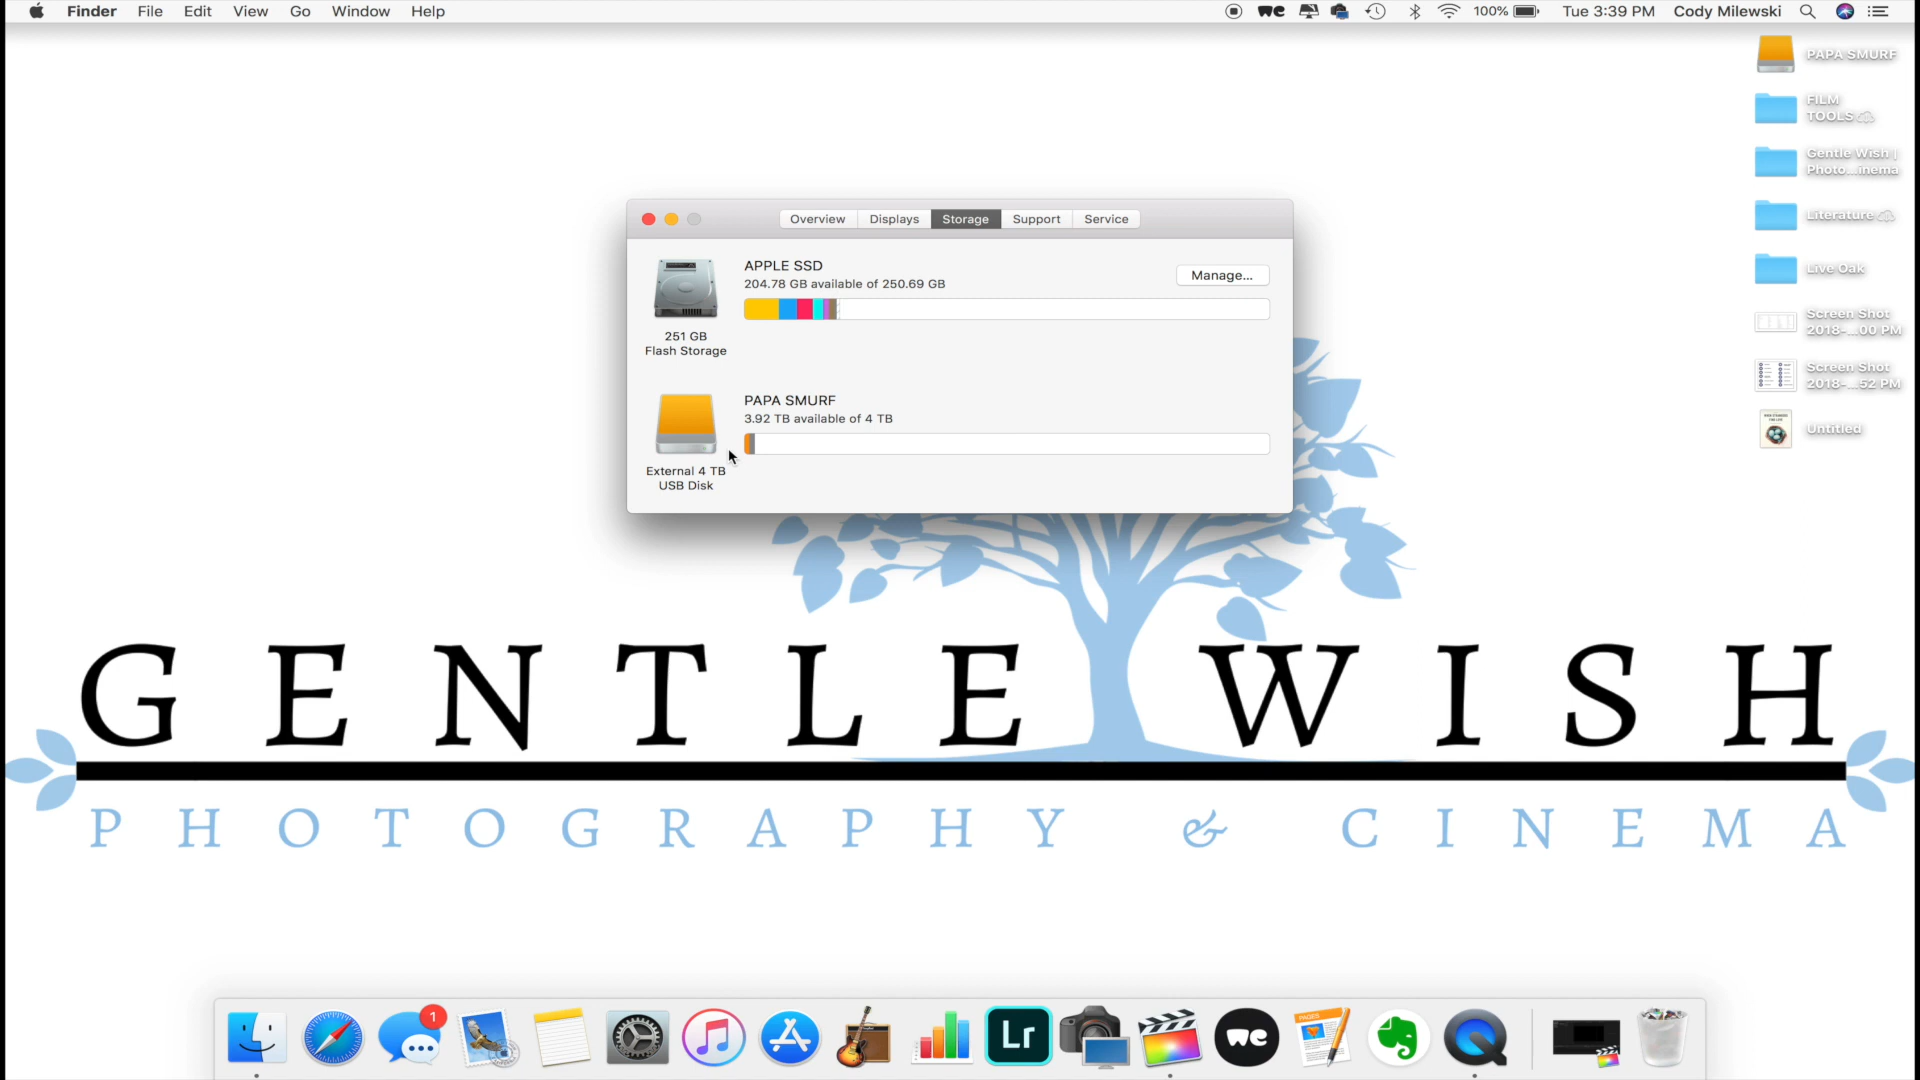 Finder File Edit View Go Window Help
100% Tue 3:39 PM Cody Milewski
PAPA SMURF
FILM
TOOLS
Gentle Wish |
Photo...inema
Literature
Live Oak
Screen Shot
2018-...00 PM
Screen Shot
2018-...52 PM
Untitled
Overview Displays Storage Support Service
APPLE SSD
204.78 GB available of 250.69 GB
Manage...
251 GB
Flash Storage
PAPA SMURF
3.92 TB available of 4 TB
External 4 TB
USB Disk
GENTLE WISH
PHOTOGRAPHY & CINEMA
1
Lr
we
PAGES